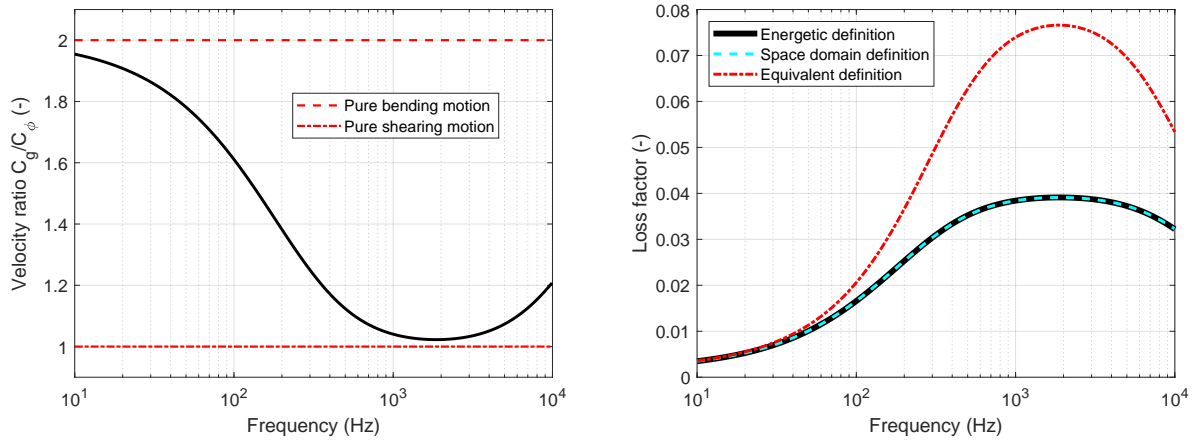 2
1.8
1.6
1.4
1.2
1
Velocity ratio C_g/C_ϕ (-)
Pure bending motion
Pure shearing motion
10^1
10^2
10^3
10^4
Frequency (Hz)
0.08
0.07
0.06
0.05
0.04
0.03
0.02
0.01
0
Loss factor (-)
Energetic definition
Space domain definition
Equivalent definition
10^1
10^2
10^3
10^4
Frequency (Hz)